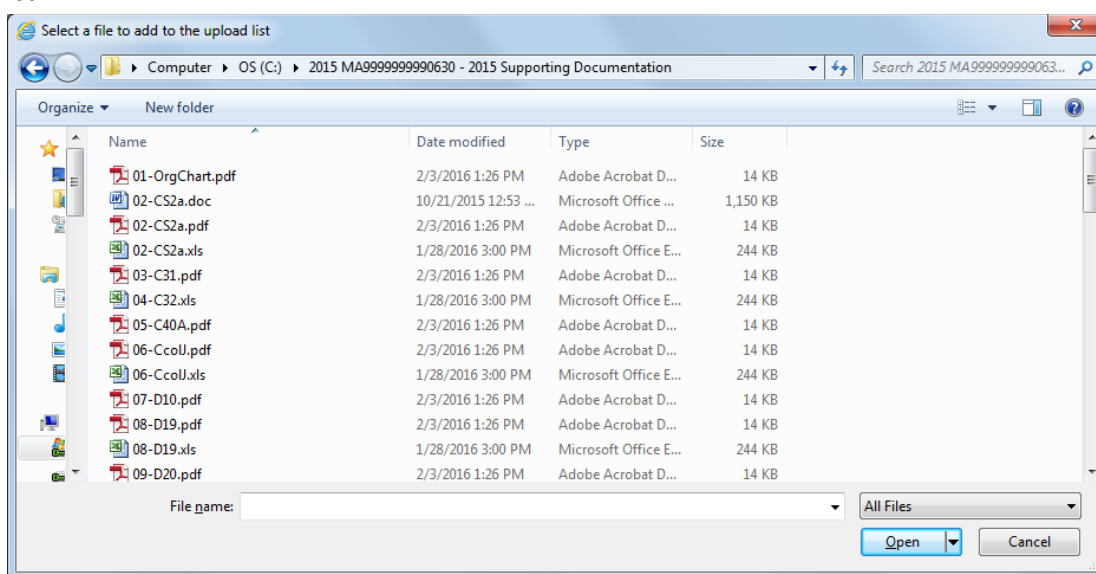 Select a file to add to the upload list
Computer OS (C:) 2015 MA9999999990630 - 2015 Supporting Documentation Search 2015 MA999999999063...
Organize New folder
Name Date modified Type Size
01-OrgChart.pdf 2/3/2016 1:26 PM Adobe Acrobat D... 14 KB
02-CS2a.doc 10/21/2015 12:53 ... Microsoft Office ... 1,150 KB
02-CS2a.pdf 2/3/2016 1:26 PM Adobe Acrobat D... 14 KB
02-CS2a.xls 1/28/2016 3:00 PM Microsoft Office E... 244 KB
03-C31.pdf 2/3/2016 1:26 PM Adobe Acrobat D... 14 KB
04-C32.xls 1/28/2016 3:00 PM Microsoft Office E... 244 KB
05-C40A.pdf 2/3/2016 1:26 PM Adobe Acrobat D... 14 KB
06-CcolJ.pdf 2/3/2016 1:26 PM Adobe Acrobat D... 14 KB
06-CcolJ.xls 1/28/2016 3:00 PM Microsoft Office E... 244 KB
07-D10.pdf 2/3/2016 1:26 PM Adobe Acrobat D... 14 KB
08-D19.pdf 2/3/2016 1:26 PM Adobe Acrobat D... 14 KB
08-D19.xls 1/28/2016 3:00 PM Microsoft Office E... 244 KB
09-D20.pdf 2/3/2016 1:26 PM Adobe Acrobat D... 14 KB
File name: All Files
Open Cancel